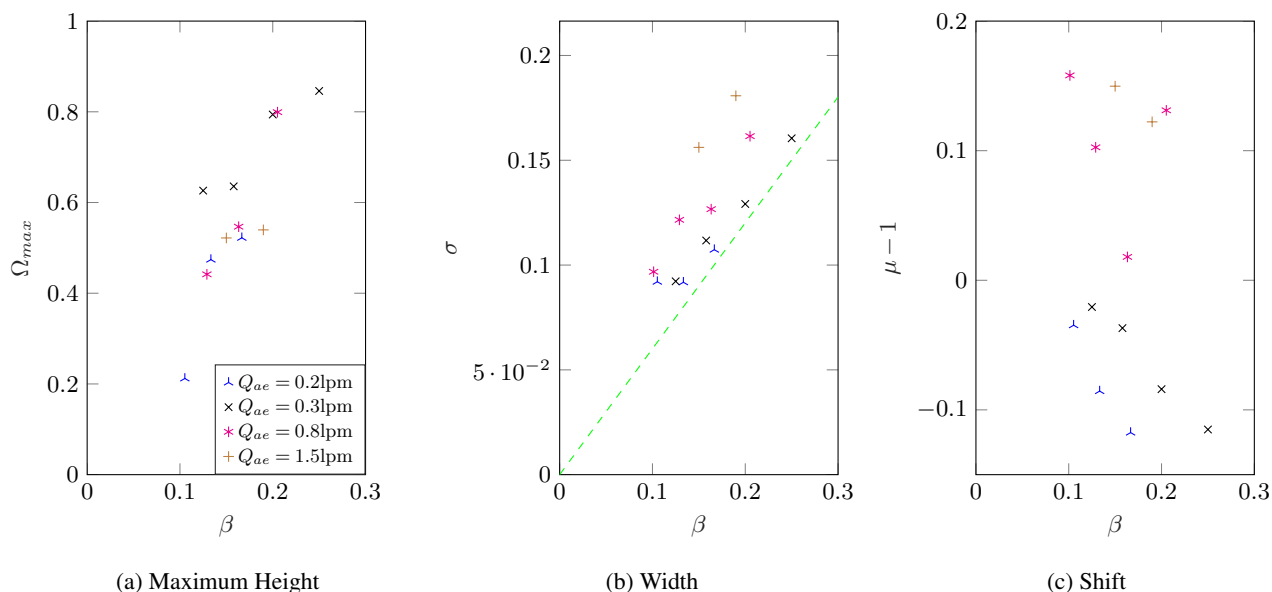 1
0.8
0.6
0.4
0.2
0
0
0.1
0.2
0.3
Ω_max
β
Q_ae = 0.2lpm
Q_ae = 0.3lpm
Q_ae = 0.8lpm
Q_ae = 1.5lpm
(a) Maximum Height
0.2
0.15
0.1
5 · 10⁻²
0
0
0.1
0.2
0.3
σ
β
(b) Width
0.1
0
−0.1
0
0.1
0.2
0.3
μ − 1
β
(c) Shift